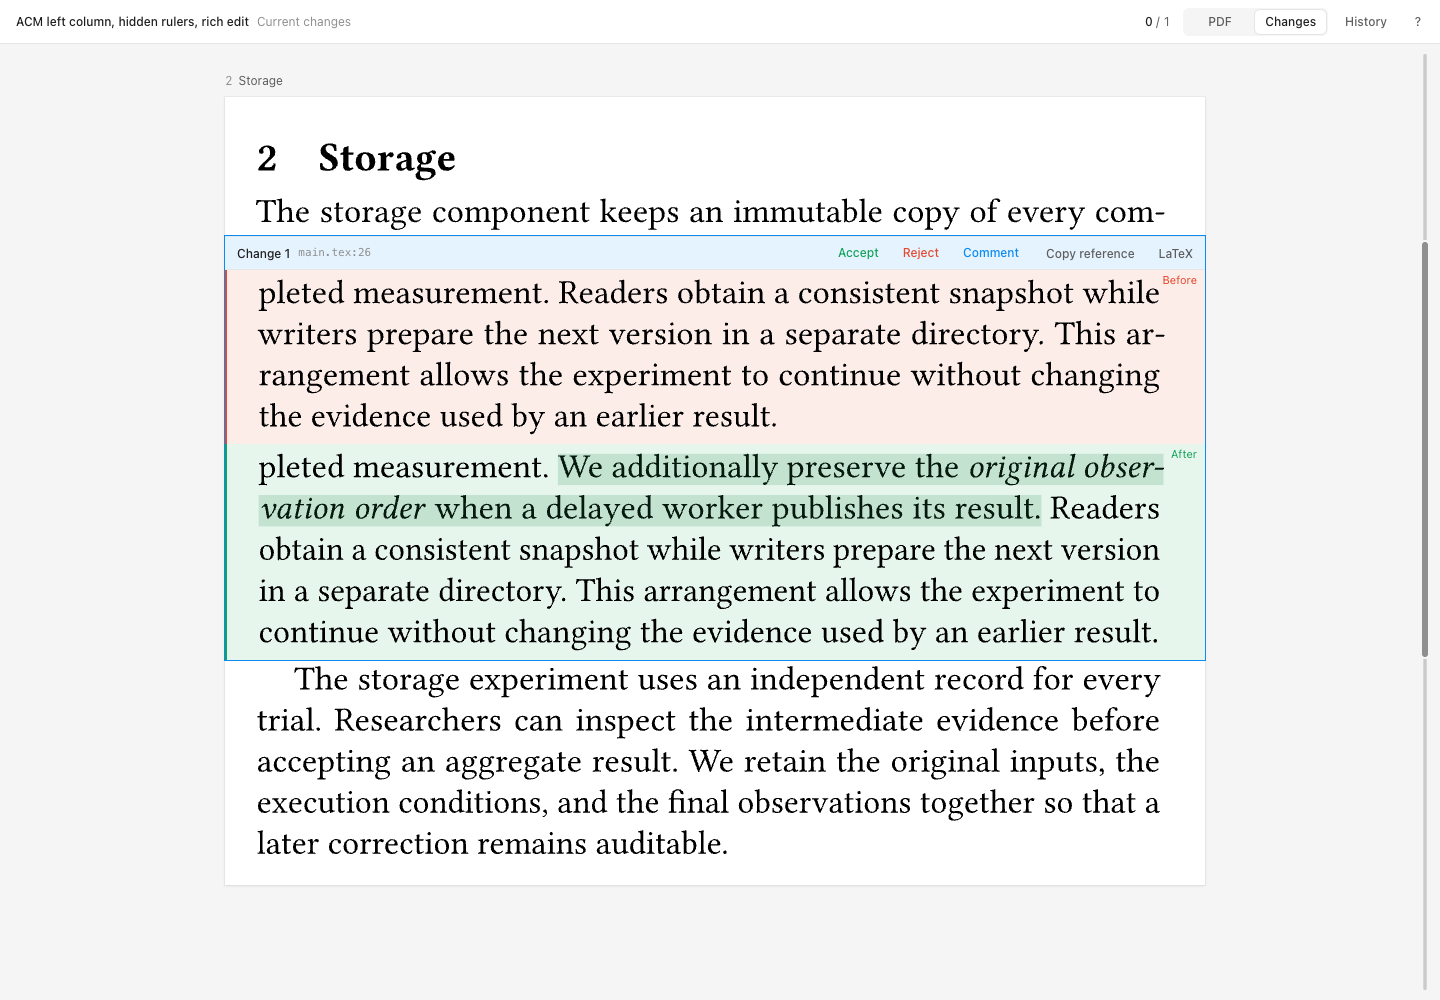 ACM left column, hidden rulers, rich edit Current changes
0 / 1 PDF Changes History ?
2 Storage
2 Storage
The storage component keeps an immutable copy of every com-
Change 1 main.tex:26 Accept Reject Comment Copy reference LaTeX
Before
pleted measurement. Readers obtain a consistent snapshot while
writers prepare the next version in a separate directory. This ar-
rangement allows the experiment to continue without changing
the evidence used by an earlier result.
After
pleted measurement. We additionally preserve the original obser-
vation order when a delayed worker publishes its result. Readers
obtain a consistent snapshot while writers prepare the next version
in a separate directory. This arrangement allows the experiment to
continue without changing the evidence used by an earlier result.
The storage experiment uses an independent record for every
trial. Researchers can inspect the intermediate evidence before
accepting an aggregate result. We retain the original inputs, the
execution conditions, and the final observations together so that a
later correction remains auditable.